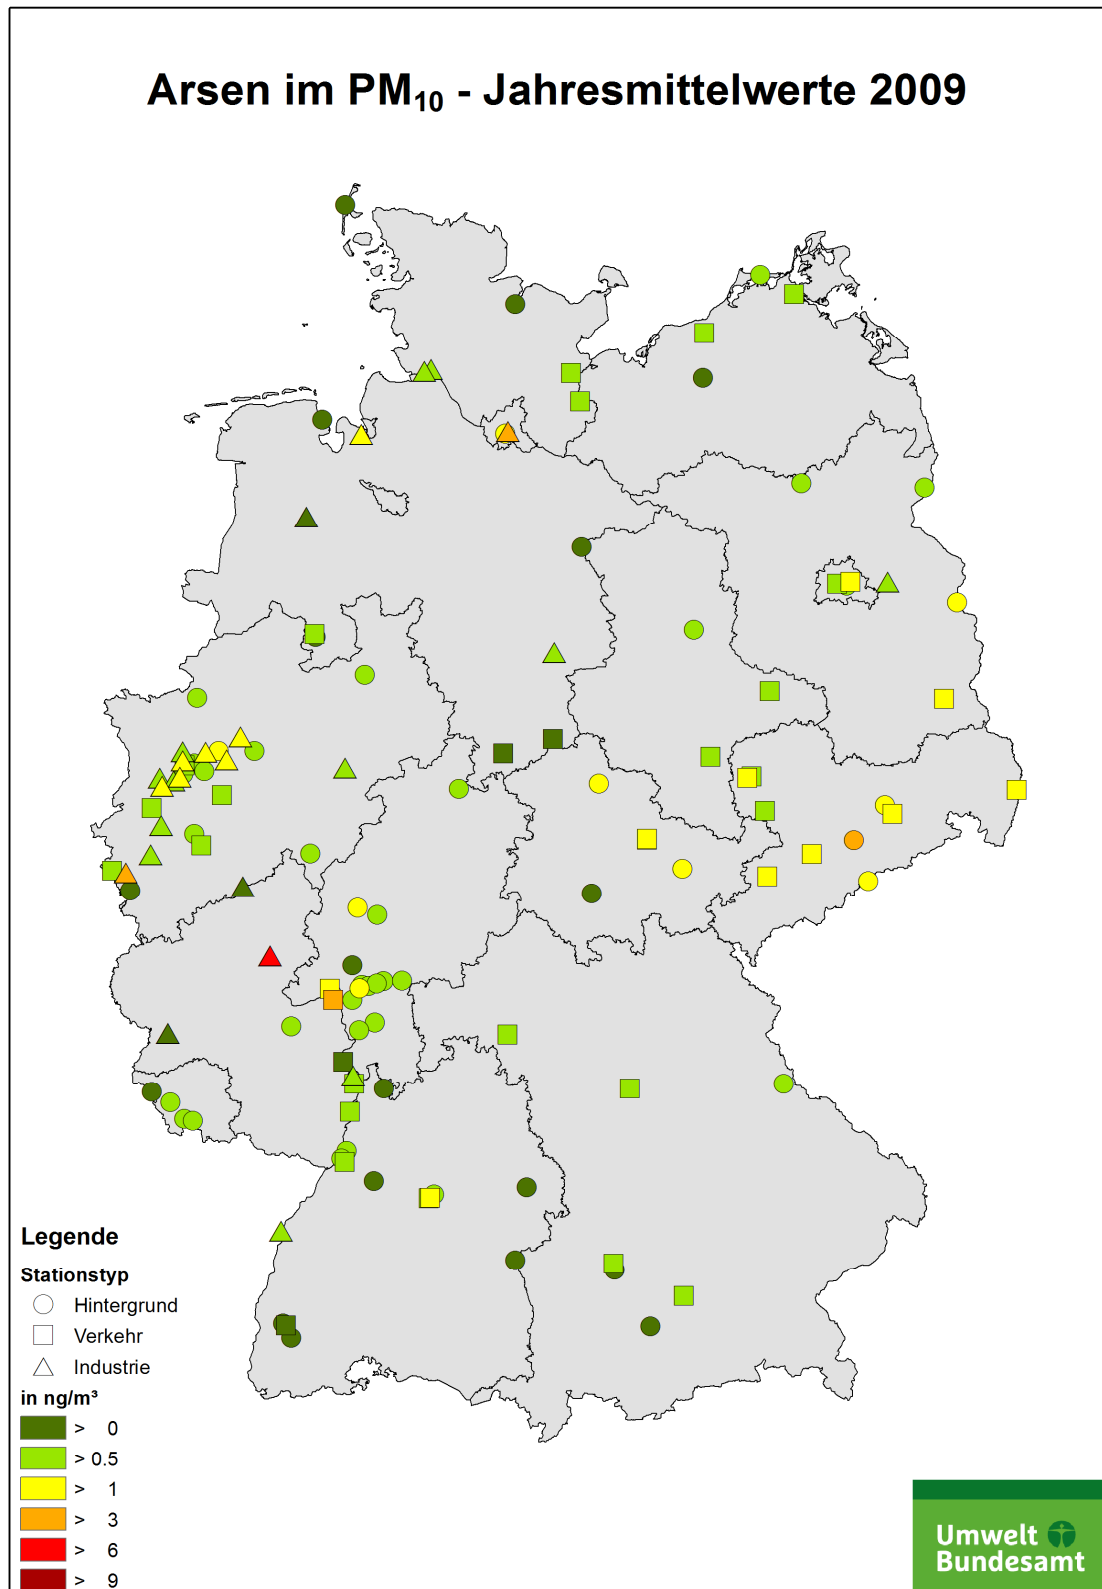 Arsen im PM₁₀ - Jahresmittelwerte 2009
Legende
Stationstyp
Hintergrund
Verkehr
Industrie
in ng/m³
> 0
> 0.5
> 1
> 3
> 6
> 9
Umwelt
Bundesamt